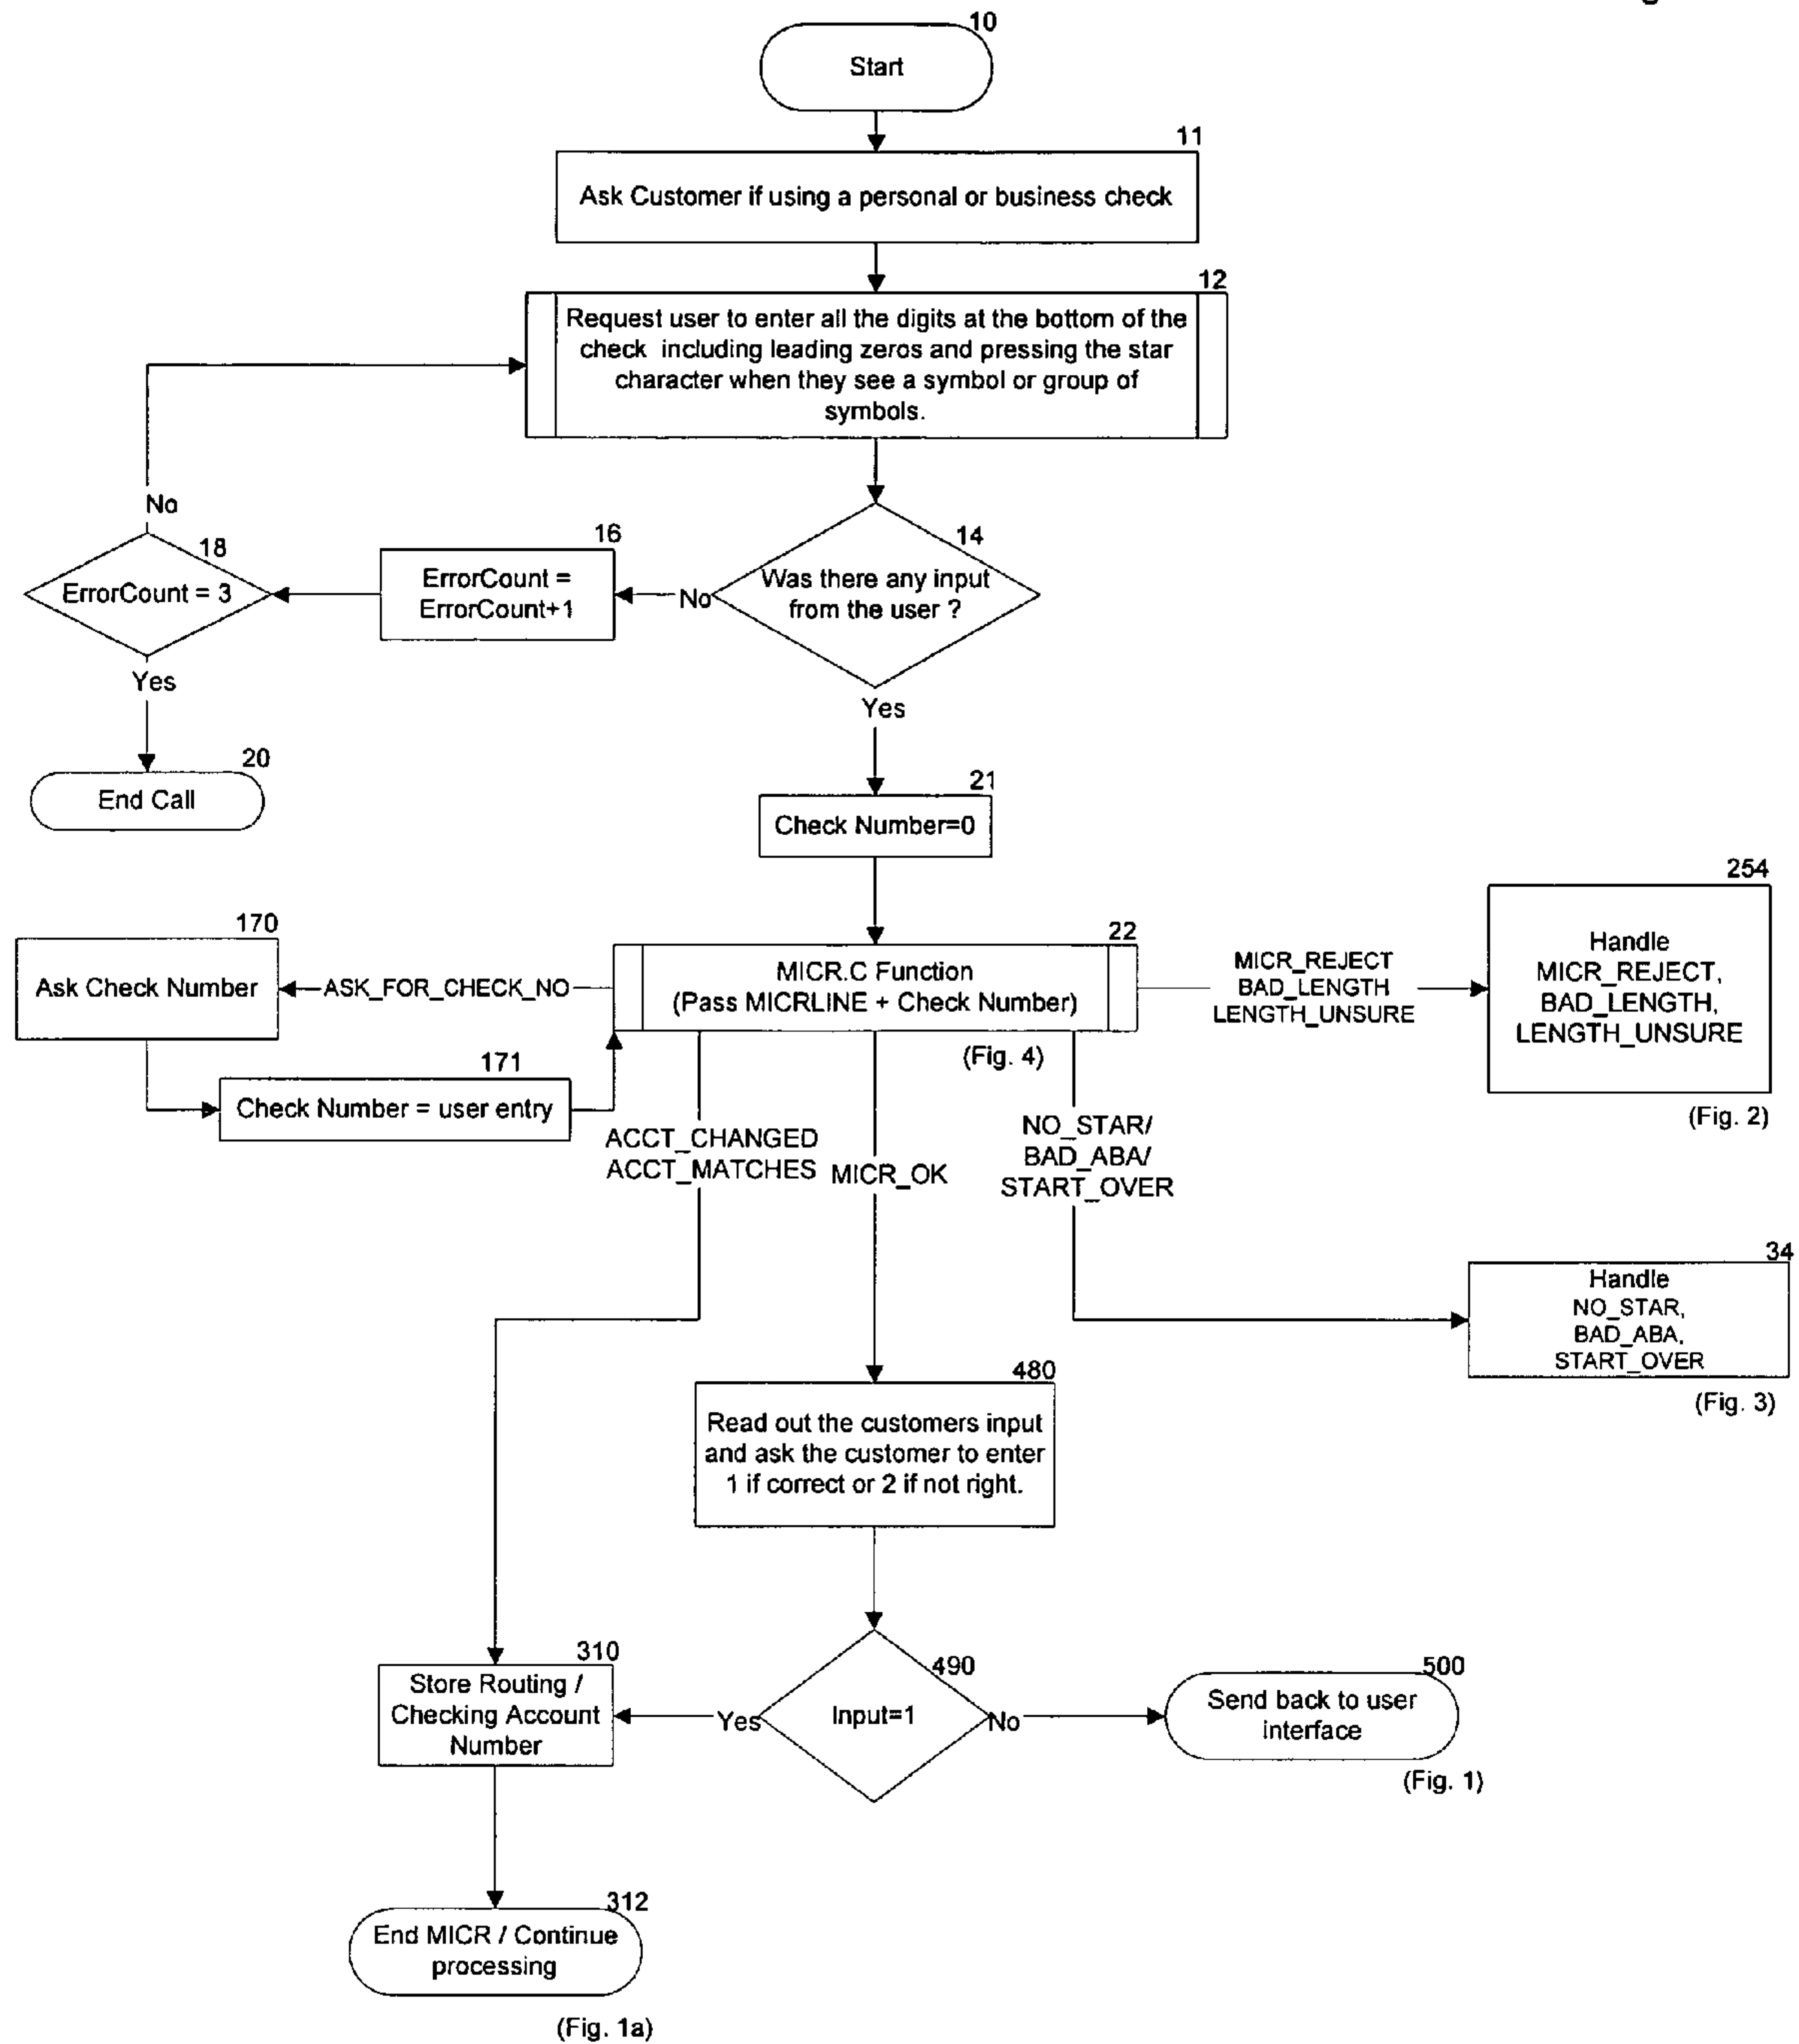 10
Start
11
Ask Customer if using a personal or business check
12
Request user to enter all the digits at the bottom of the
check including leading zeros and pressing the star
character when they see a symbol or group of
symbols.
No
18
ErrorCount = 3
16
ErrorCount =
ErrorCount+1
No
14
Was there any input
from the user ?
Yes
Yes
20
End Call
21
Check Number=0
254
Handle
MICR_REJECT,
BAD_LENGTH,
LENGTH_UNSURE
(Fig. 2)
170
Ask Check Number
ASK_FOR_CHECK_NO
22
MICR.C Function
(Pass MICRLINE + Check Number)
(Fig. 4)
MICR_REJECT
BAD_LENGTH
LENGTH_UNSURE
171
Check Number = user entry
ACCT_CHANGED
ACCT_MATCHES
MICR_OK
NO_STAR/
BAD_ABA/
START_OVER
34
Handle
NO_STAR,
BAD_ABA,
START_OVER
(Fig. 3)
480
Read out the customers input
and ask the customer to enter
1 if correct or 2 if not right.
310
Store Routing /
Checking Account
Number
Yes
490
Input=1
No
500
Send back to user
interface
(Fig. 1)
312
End MICR / Continue
processing
(Fig. 1a)